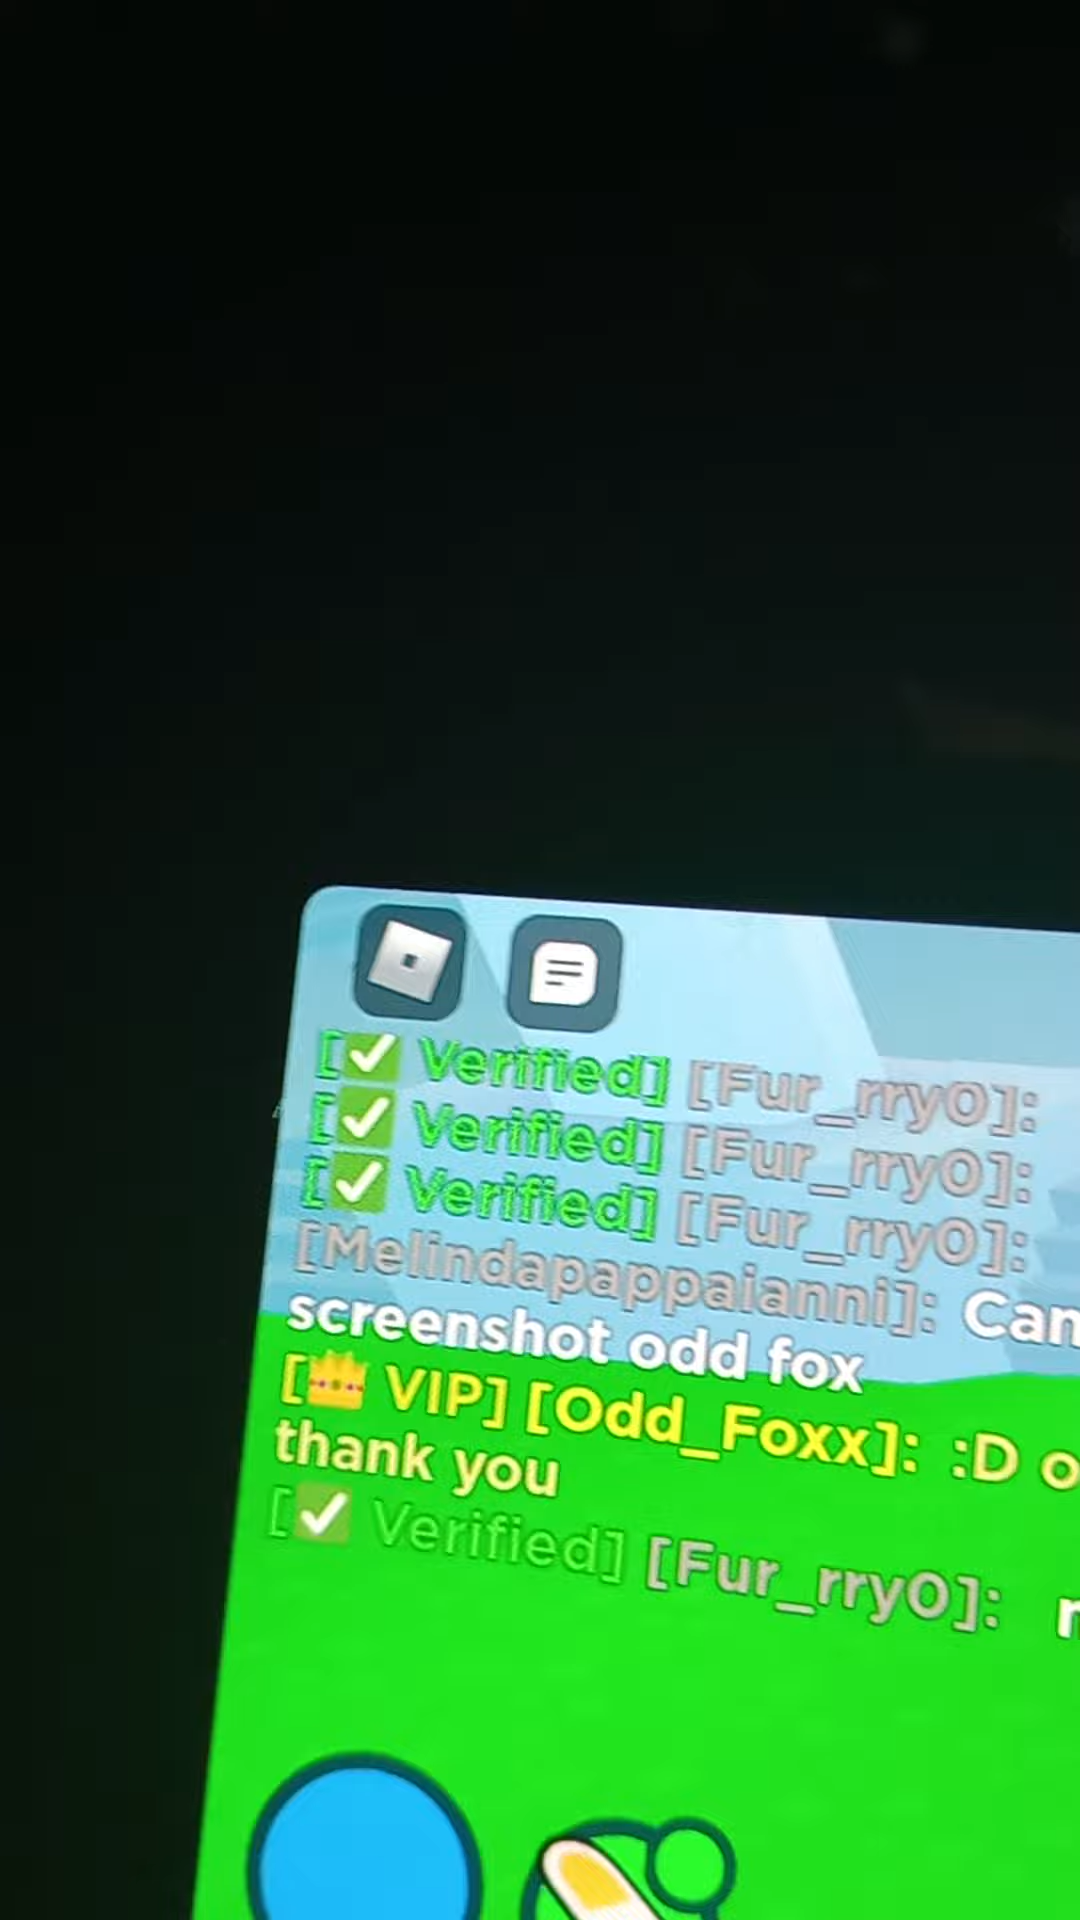 [✅ Verified] [Fur_rry0]:
[✅ Verified] [Fur_rry0]:
[✅ Verified] [Fur_rry0]:
[Melindapappaianni]: Can
screenshot odd fox
[👑 VIP] [Odd_Foxx]: :D
thank you
[✅ Verified] [Fur_rry0]: